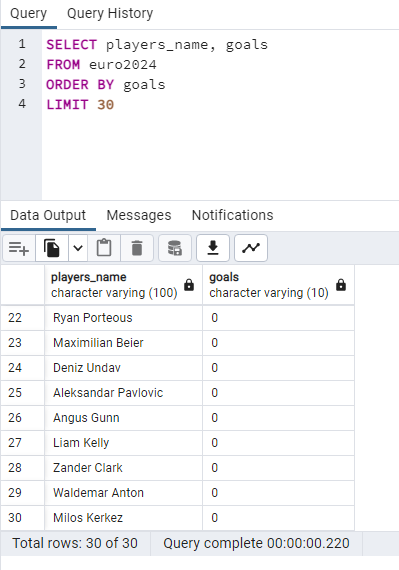 Query Query History
1 SELECT players_name, goals
2 FROM euro2024
3 ORDER BY goals
4 LIMIT 30
Data Output Messages Notifications
players_name goals
character varying (100) character varying (10)
22 Ryan Porteous 0
23 Maximilian Beier 0
24 Deniz Undav 0
25 Aleksandar Pavlovic 0
26 Angus Gunn 0
27 Liam Kelly 0
28 Zander Clark 0
29 Waldemar Anton 0
30 Milos Kerkez 0
Total rows: 30 of 30 Query complete 00:00:00.220